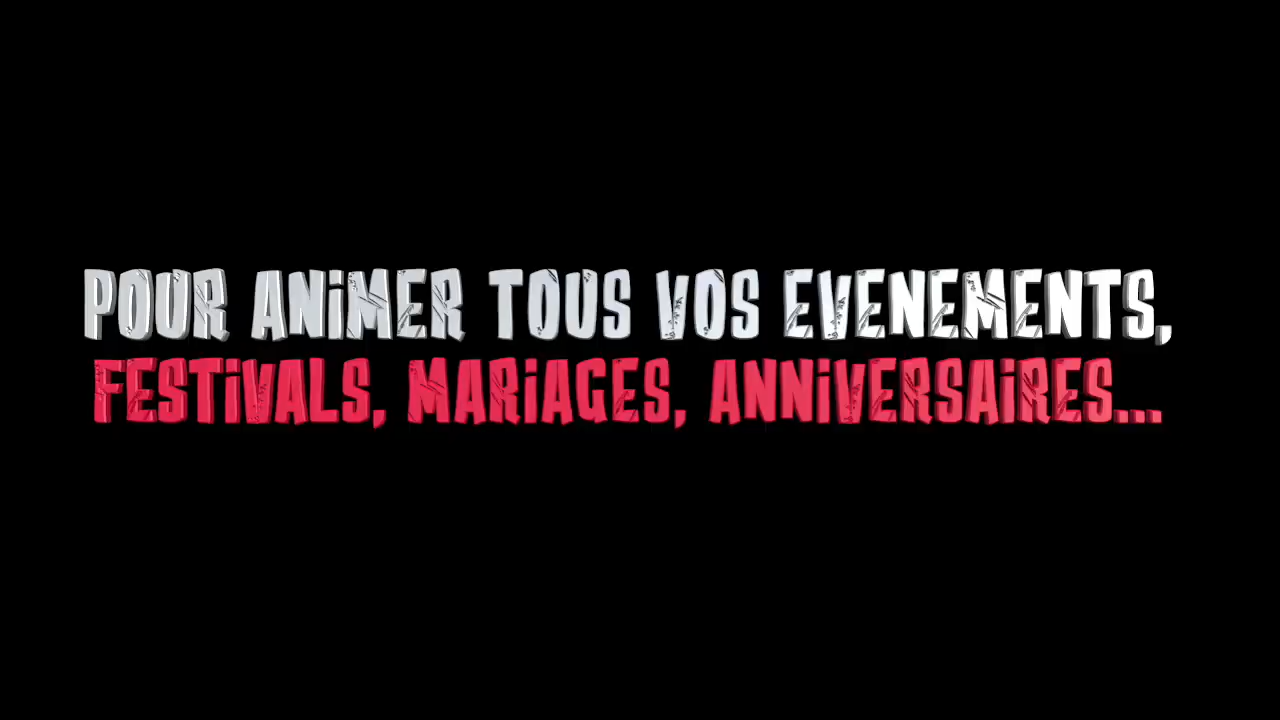 POUR ANiMER TOUS VOS EVENEMENTS,
FESTiVALS, MARiAGES, ANNiVERSAiRES...